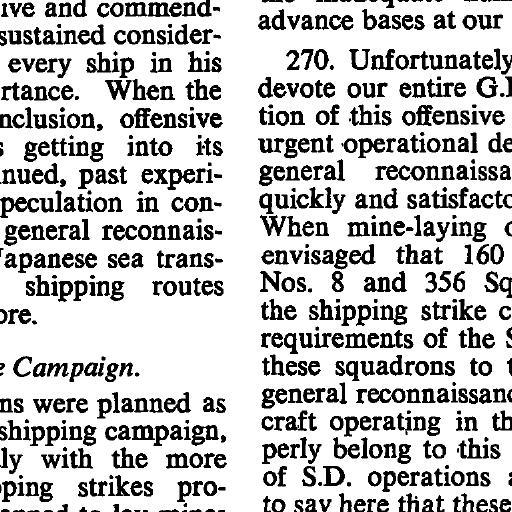 ive and commend-
sustained consider-
every ship in his
rtance. When the
nclusion, offensive
s getting into its
nued, past experi-
peculation in con-
general reconnais-
apanese sea trans-
shipping routes
ore.
e Campaign.
ns were planned as
shipping campaign,
ly with the more
ping strikes pro-
advance bases at our
270. Unfortunately
devote our entire G.
tion of this offensive
urgent operational de
general reconnaissa
quickly and satisfacto
When mine-laying o
envisaged that 160
Nos. 8 and 356 Sq
the shipping strike c
requirements of the S
these squadrons to t
general reconnaissanc
craft operating in th
perly belong to this
of S.D. operations a
to say here that these